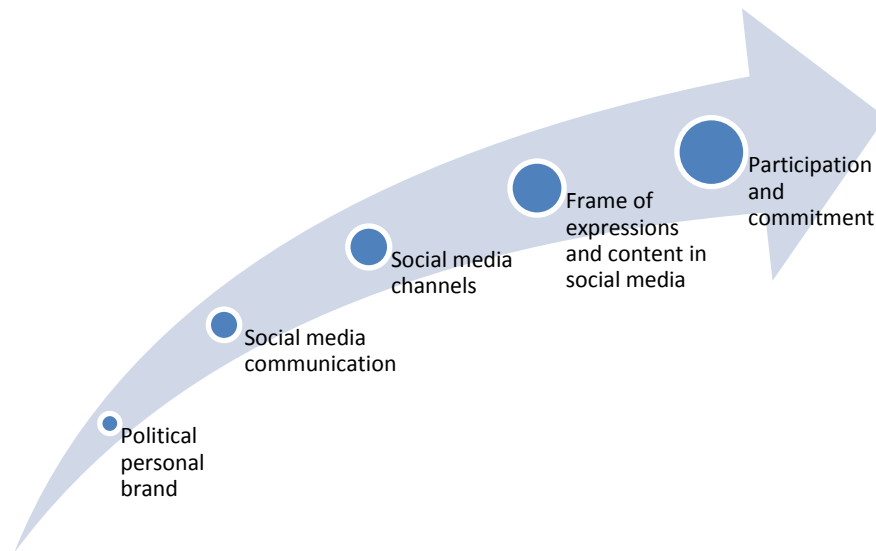 Political
personal
brand
Social media
communication
Social media
channels
Frame of
expressions
and content in
social media
Participation
and
commitment